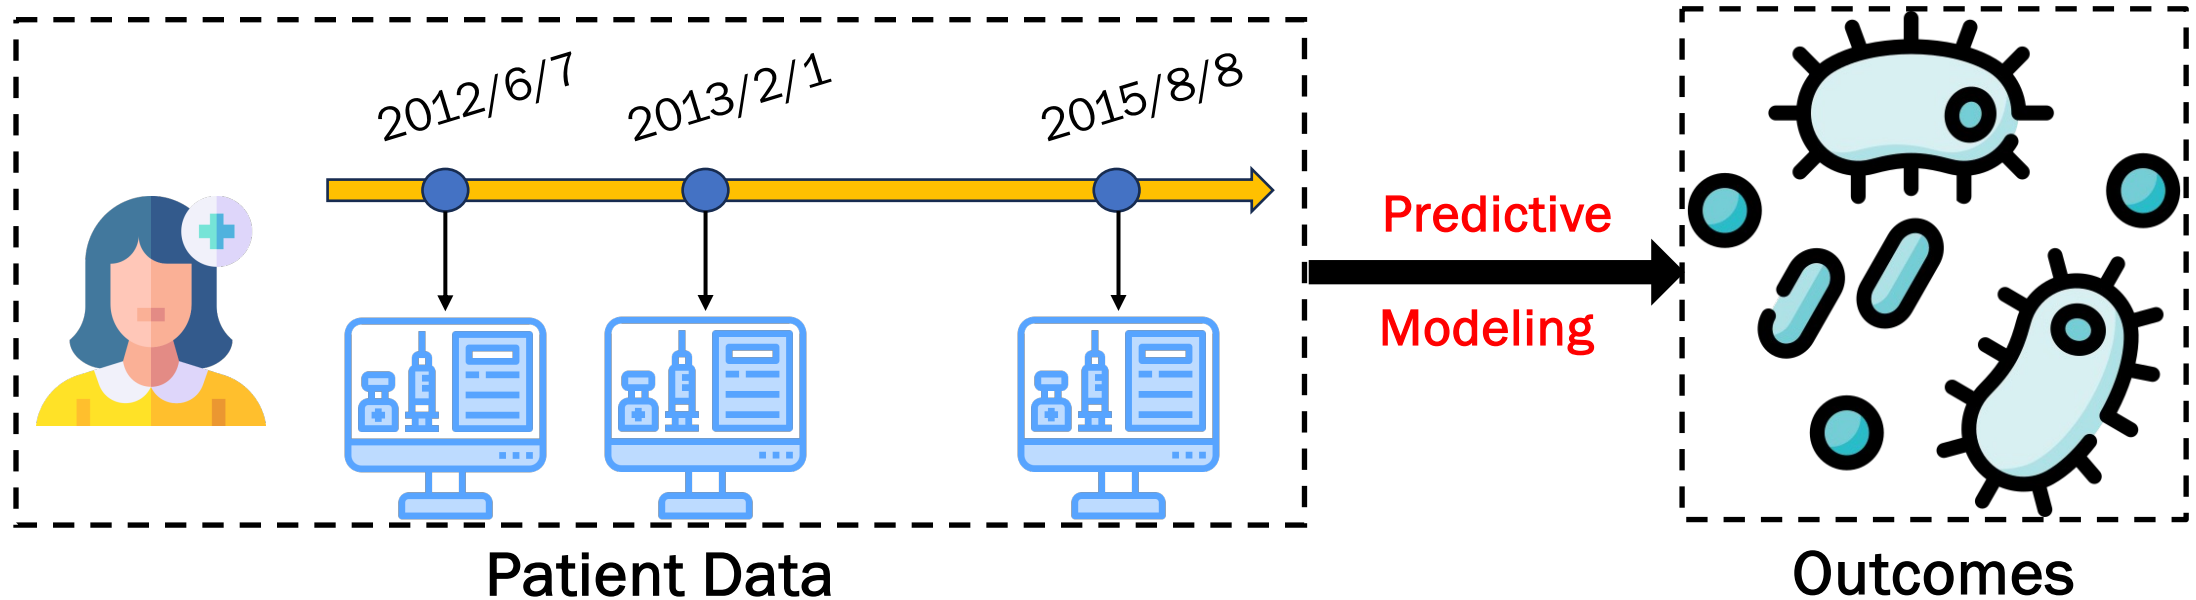 2012/6/7
2013/2/1
2015/8/8
Predictive
Modeling
Patient Data
Outcomes